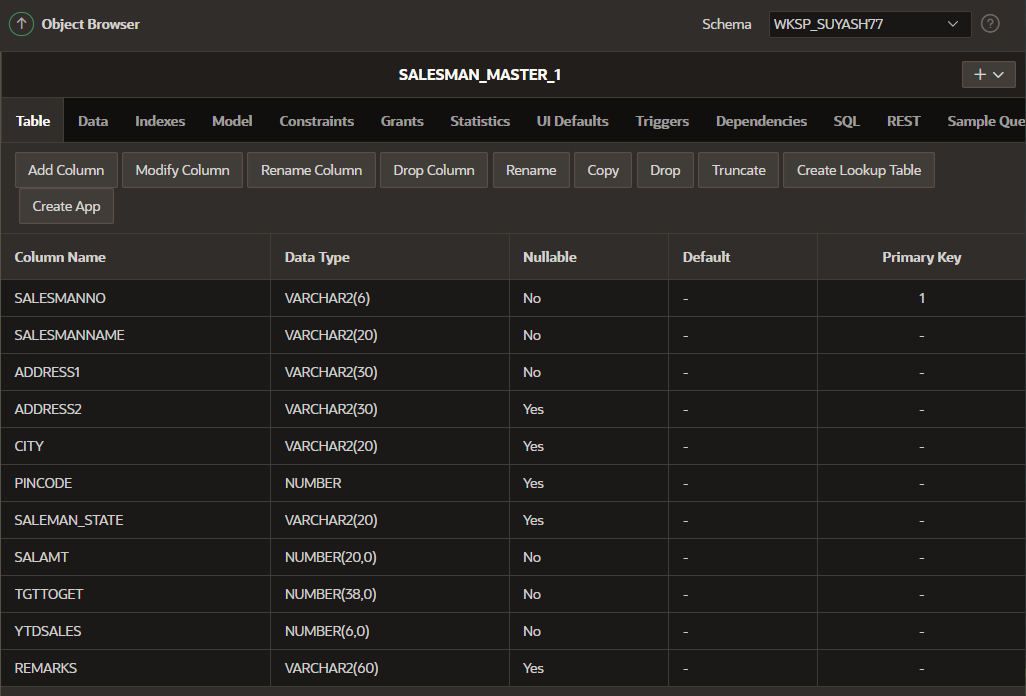 Object Browser Schema WKSP_SUYASH77 ?
SALESMAN_MASTER_1
Table Data Indexes Model Constraints Grants Statistics UI Defaults Triggers Dependencies SQL REST Sample Que
Add Column Modify Column Rename Column Drop Column Rename Copy Drop Truncate Create Lookup Table
Create App
Column Name Data Type Nullable Default Primary Key
SALESMANNO VARCHAR2(6) No - 1
SALESMANNAME VARCHAR2(20) No - -
ADDRESS1 VARCHAR2(30) No - -
ADDRESS2 VARCHAR2(30) Yes - -
CITY VARCHAR2(20) Yes - -
PINCODE NUMBER Yes - -
SALEMAN_STATE VARCHAR2(20) Yes - -
SALAMT NUMBER(20,0) No - -
TGTTOGET NUMBER(38,0) No - -
YTDSALES NUMBER(6,0) No - -
REMARKS VARCHAR2(60) Yes - -